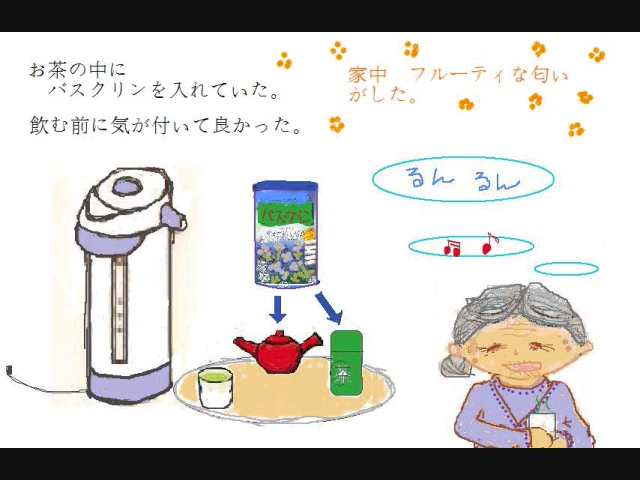 お茶の中に
バスクリンを入れていた。
飲む前に気が付いて良かった。
家中　フルーティな匂い
がした。
るん るん
バスクリン
茶